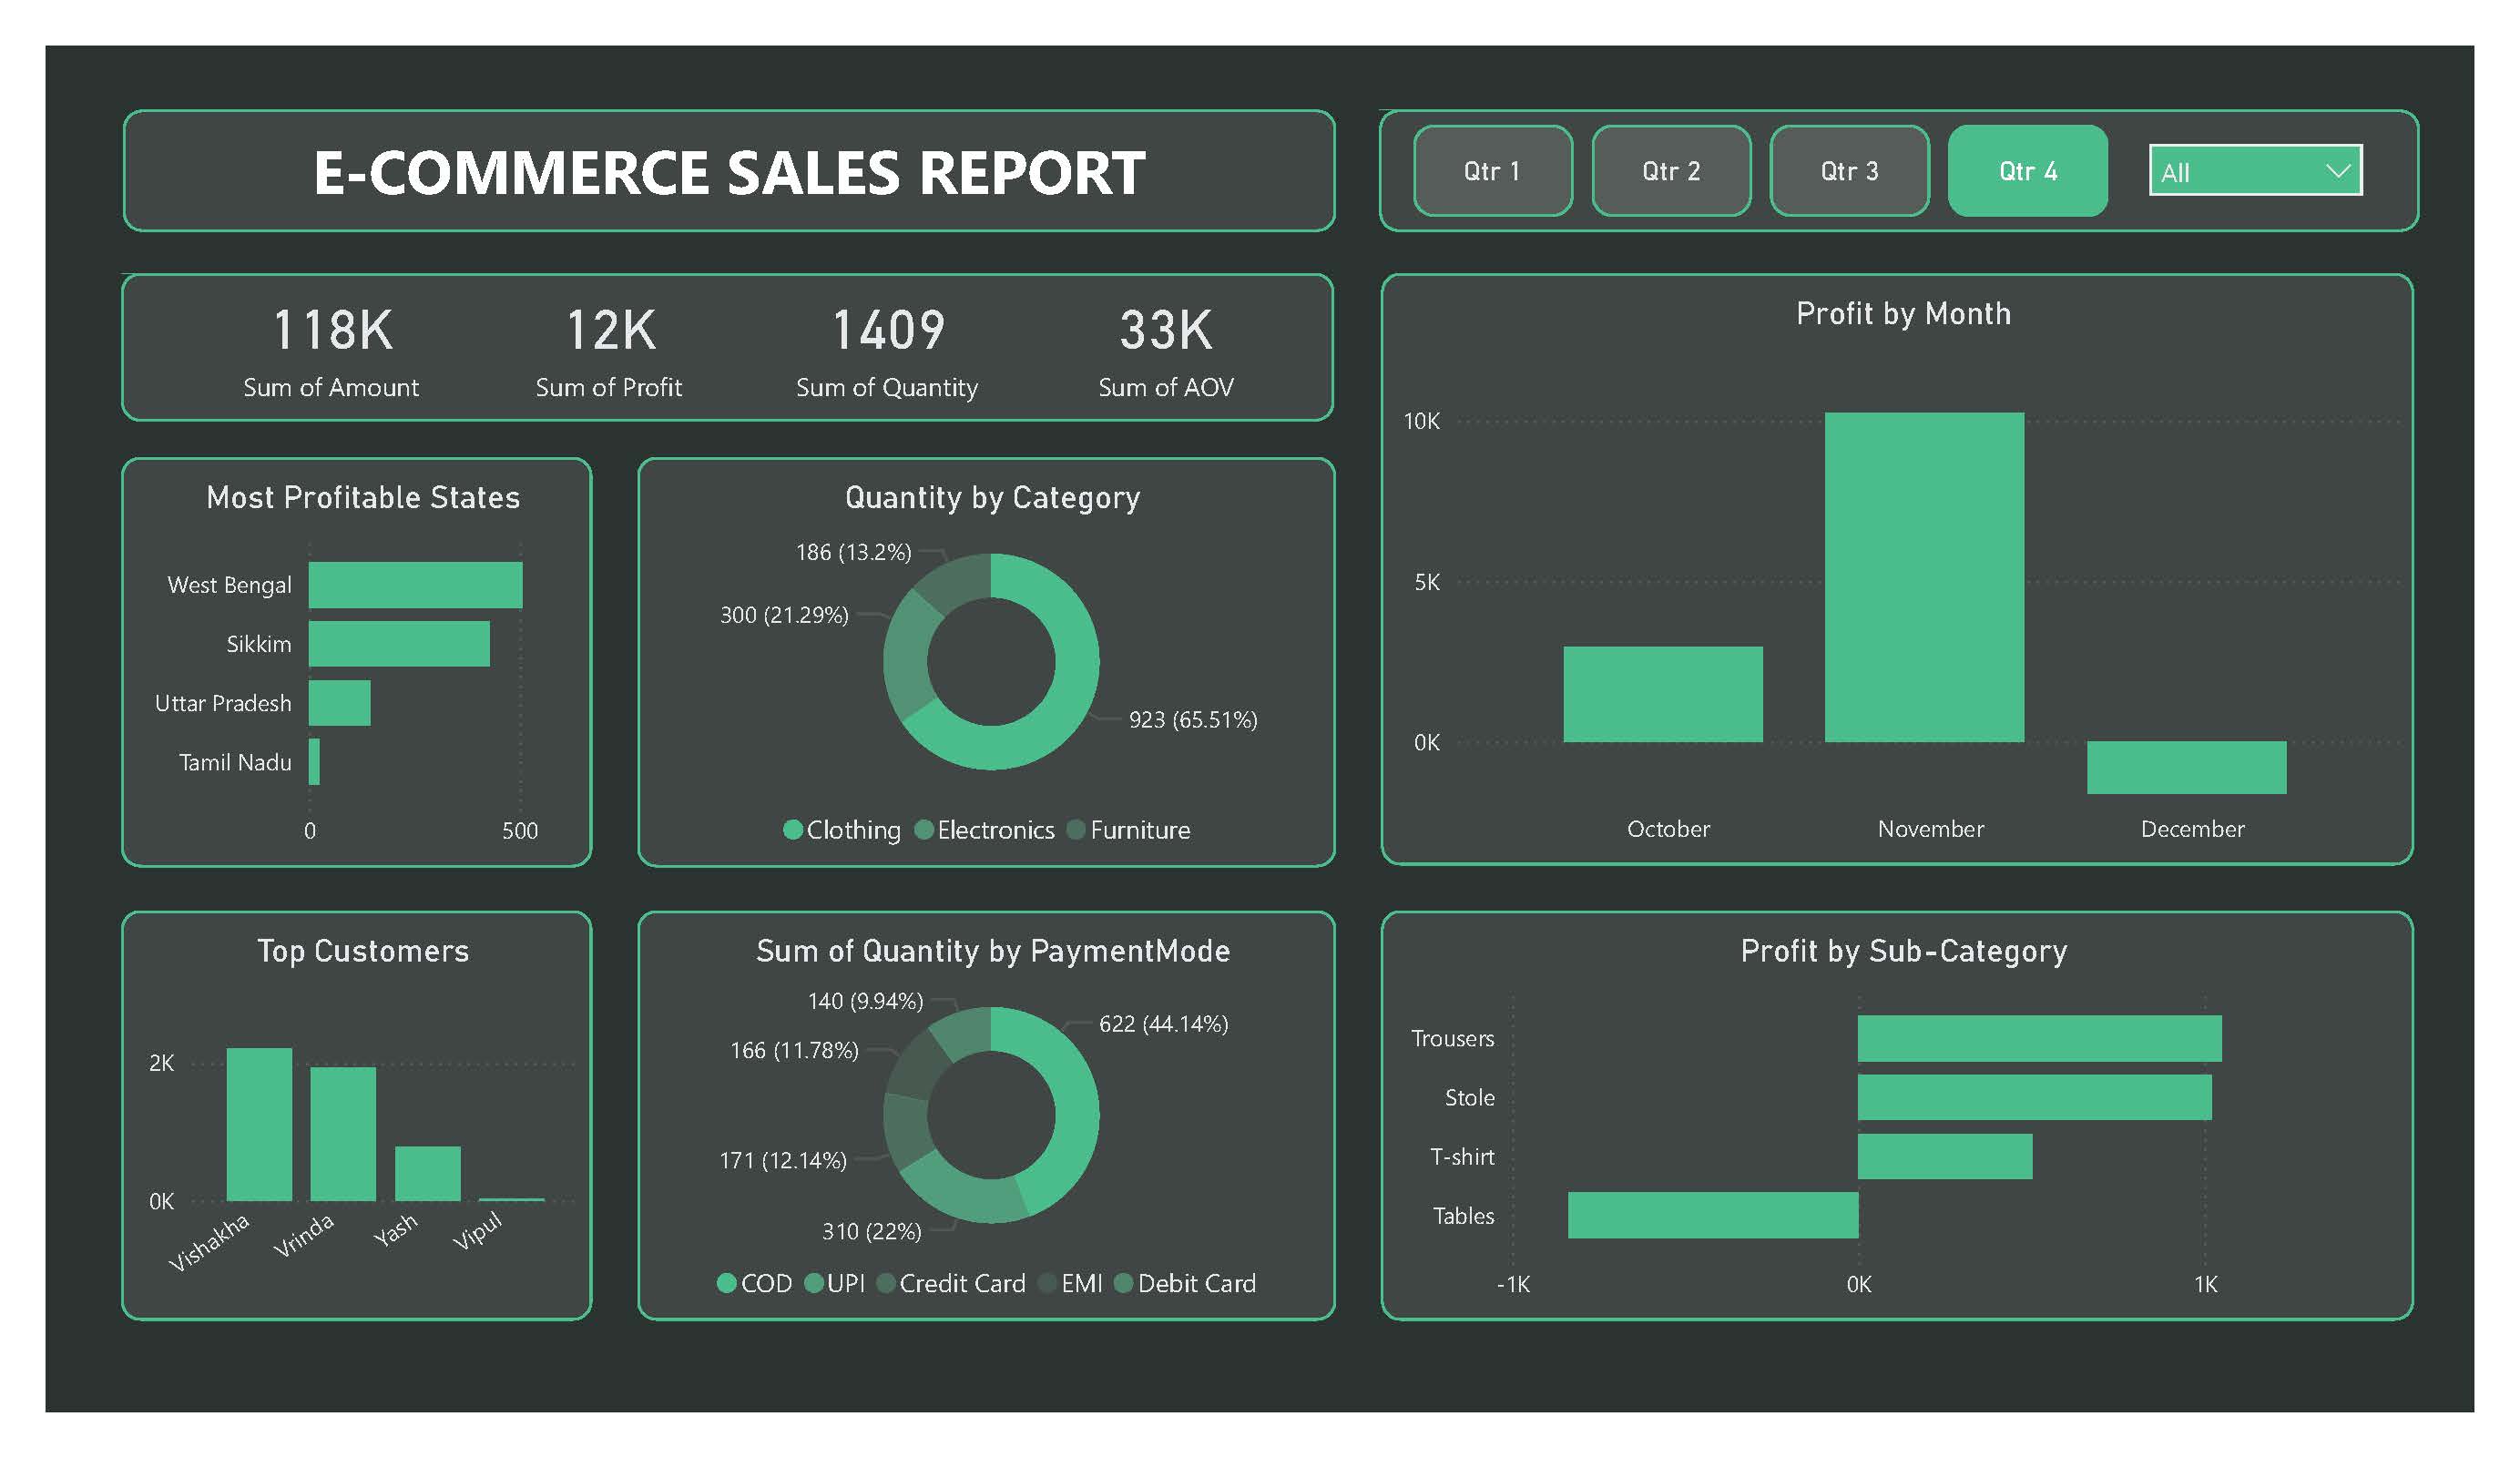 E-COMMERCE SALES REPORT
Qtr 1
Qtr 2
Qtr 3
Qtr 4
All
118K
Sum of Amount
12K
Sum of Profit
1409
Sum of Quantity
33K
Sum of AOV
Profit by Month
10K
5K
0K
October
November
December
Most Profitable States
West Bengal
Sikkim
Uttar Pradesh
Tamil Nadu
0
500
Quantity by Category
186 (13.2%)
300 (21.29%)
923 (65.51%)
Clothing
Electronics
Furniture
Top Customers
2K
0K
Vishakha
Vrinda
Yash
Vipul
Sum of Quantity by PaymentMode
140 (9.94%)
622 (44.14%)
166 (11.78%)
171 (12.14%)
310 (22%)
COD
UPI
Credit Card
EMI
Debit Card
Profit by Sub-Category
Trousers
Stole
T-shirt
Tables
-1K
0K
1K